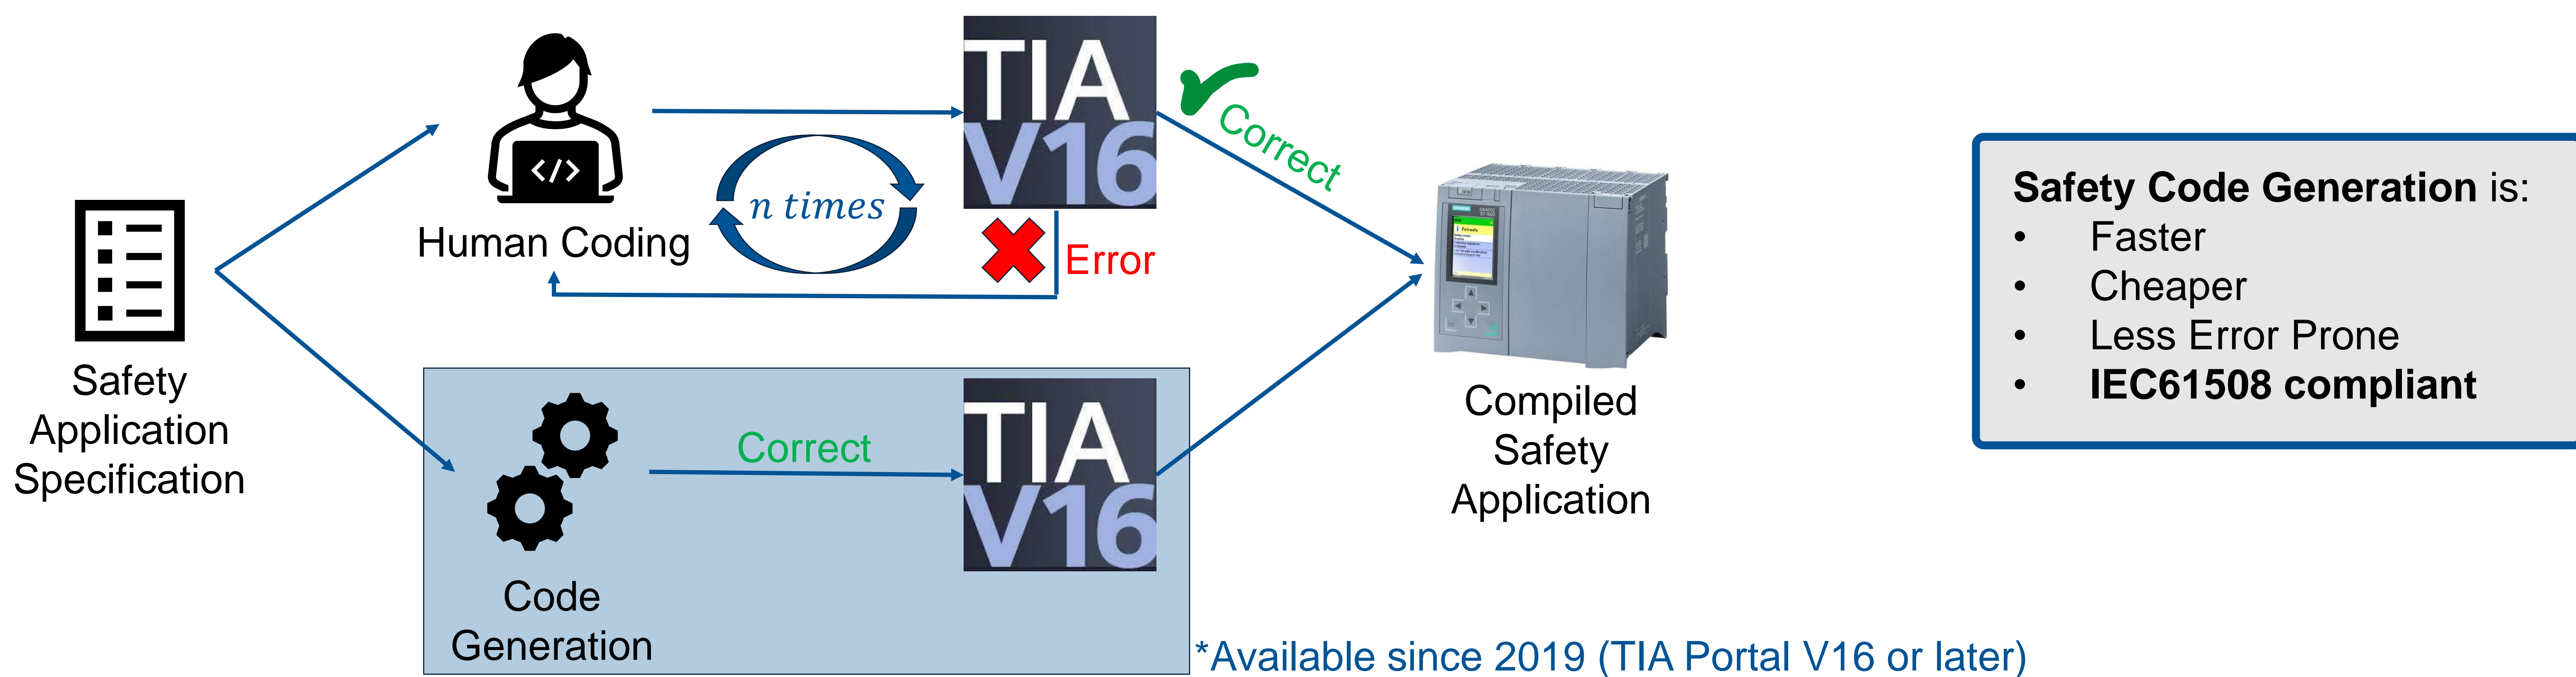 Safety
Application
Specification
</>
Human Coding
n times
TIA
V16
Error
Correct
Code
Generation
Correct
TIA
V16
SIEMENS
Compiled
Safety
Application
*Available since 2019 (TIA Portal V16 or later)
Safety Code Generation is:
• Faster
• Cheaper
• Less Error Prone
• IEC61508 compliant